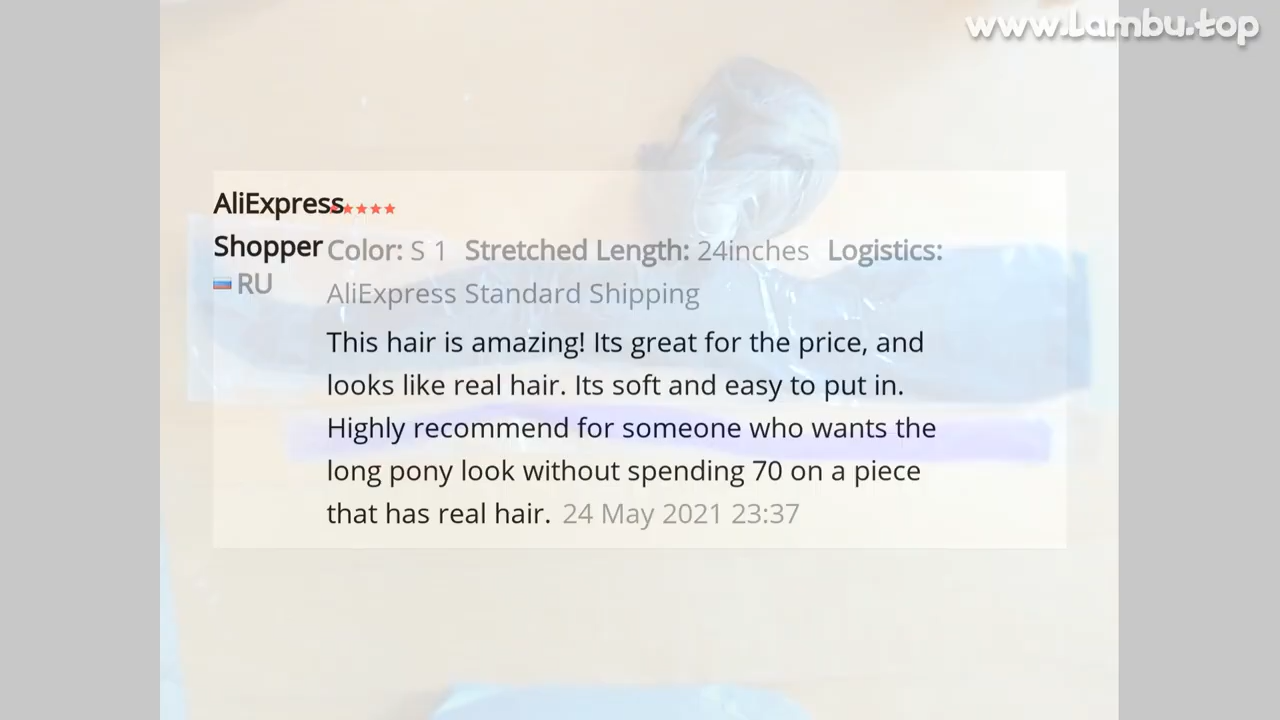 www.Lambu.top
AliExpress
Shopper
RU
Color: S 1 Stretched Length: 24inches Logistics:
AliExpress Standard Shipping
This hair is amazing! Its great for the price, and
looks like real hair. Its soft and easy to put in.
Highly recommend for someone who wants the
long pony look without spending 70 on a piece
that has real hair. 24 May 2021 23:37